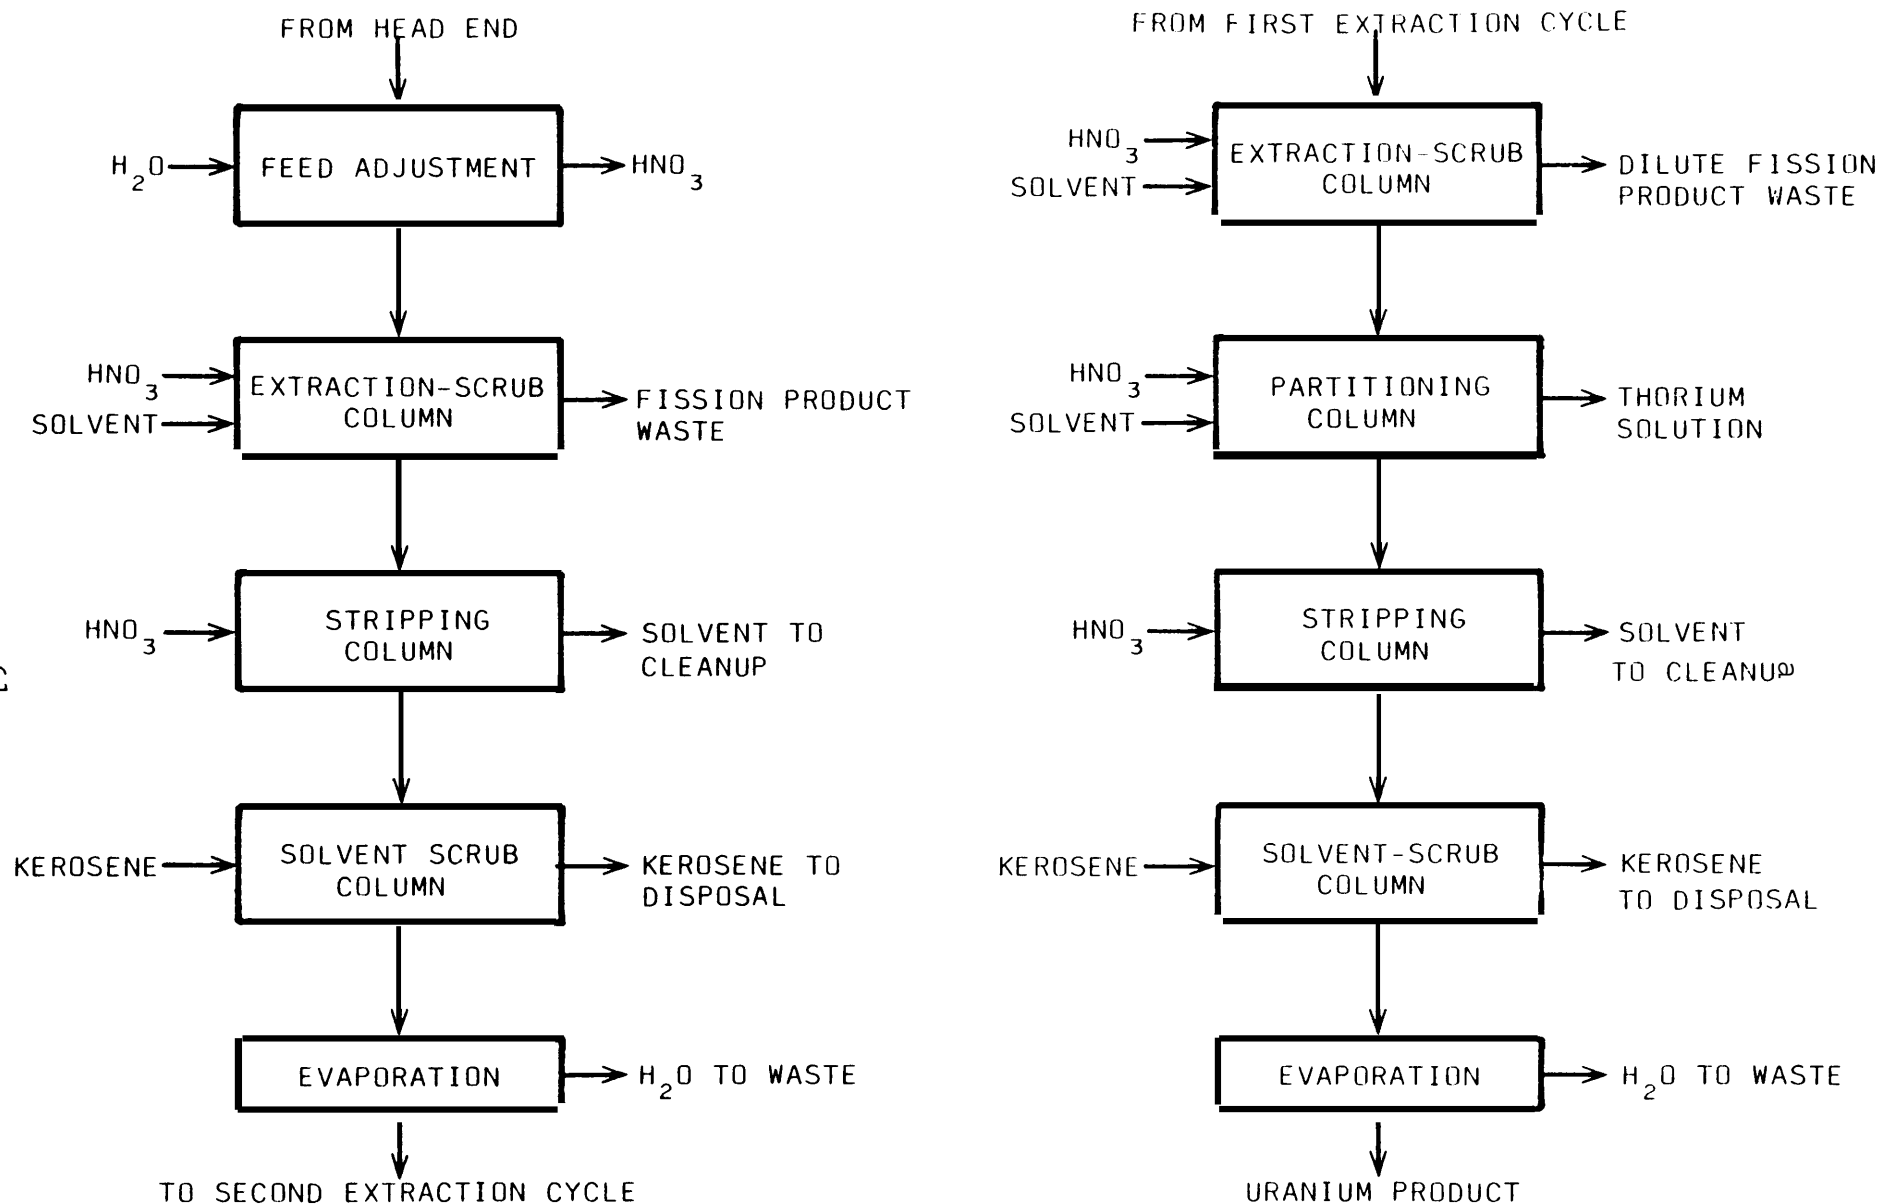 FROM HEAD END
H2O
FEED ADJUSTMENT
HNO3
HNO3
SOLVENT
EXTRACTION-SCRUB
COLUMN
FISSION PRODUCT
WASTE
HNO3
STRIPPING
COLUMN
SOLVENT TO
CLEANUP
KEROSENE
SOLVENT SCRUB
COLUMN
KEROSENE TO
DISPOSAL
EVAPORATION
H2O TO WASTE
TO SECOND EXTRACTION CYCLE
FROM FIRST EXTRACTION CYCLE
HNO3
SOLVENT
EXTRACTION-SCRUB
COLUMN
DILUTE FISSION
PRODUCT WASTE
HNO3
SOLVENT
PARTITIONING
COLUMN
THORIUM
SOLUTION
HNO3
STRIPPING
COLUMN
SOLVENT
TO CLEANUP
KEROSENE
SOLVENT-SCRUB
COLUMN
KEROSENE
TO DISPOSAL
EVAPORATION
H2O TO WASTE
URANIUM PRODUCT